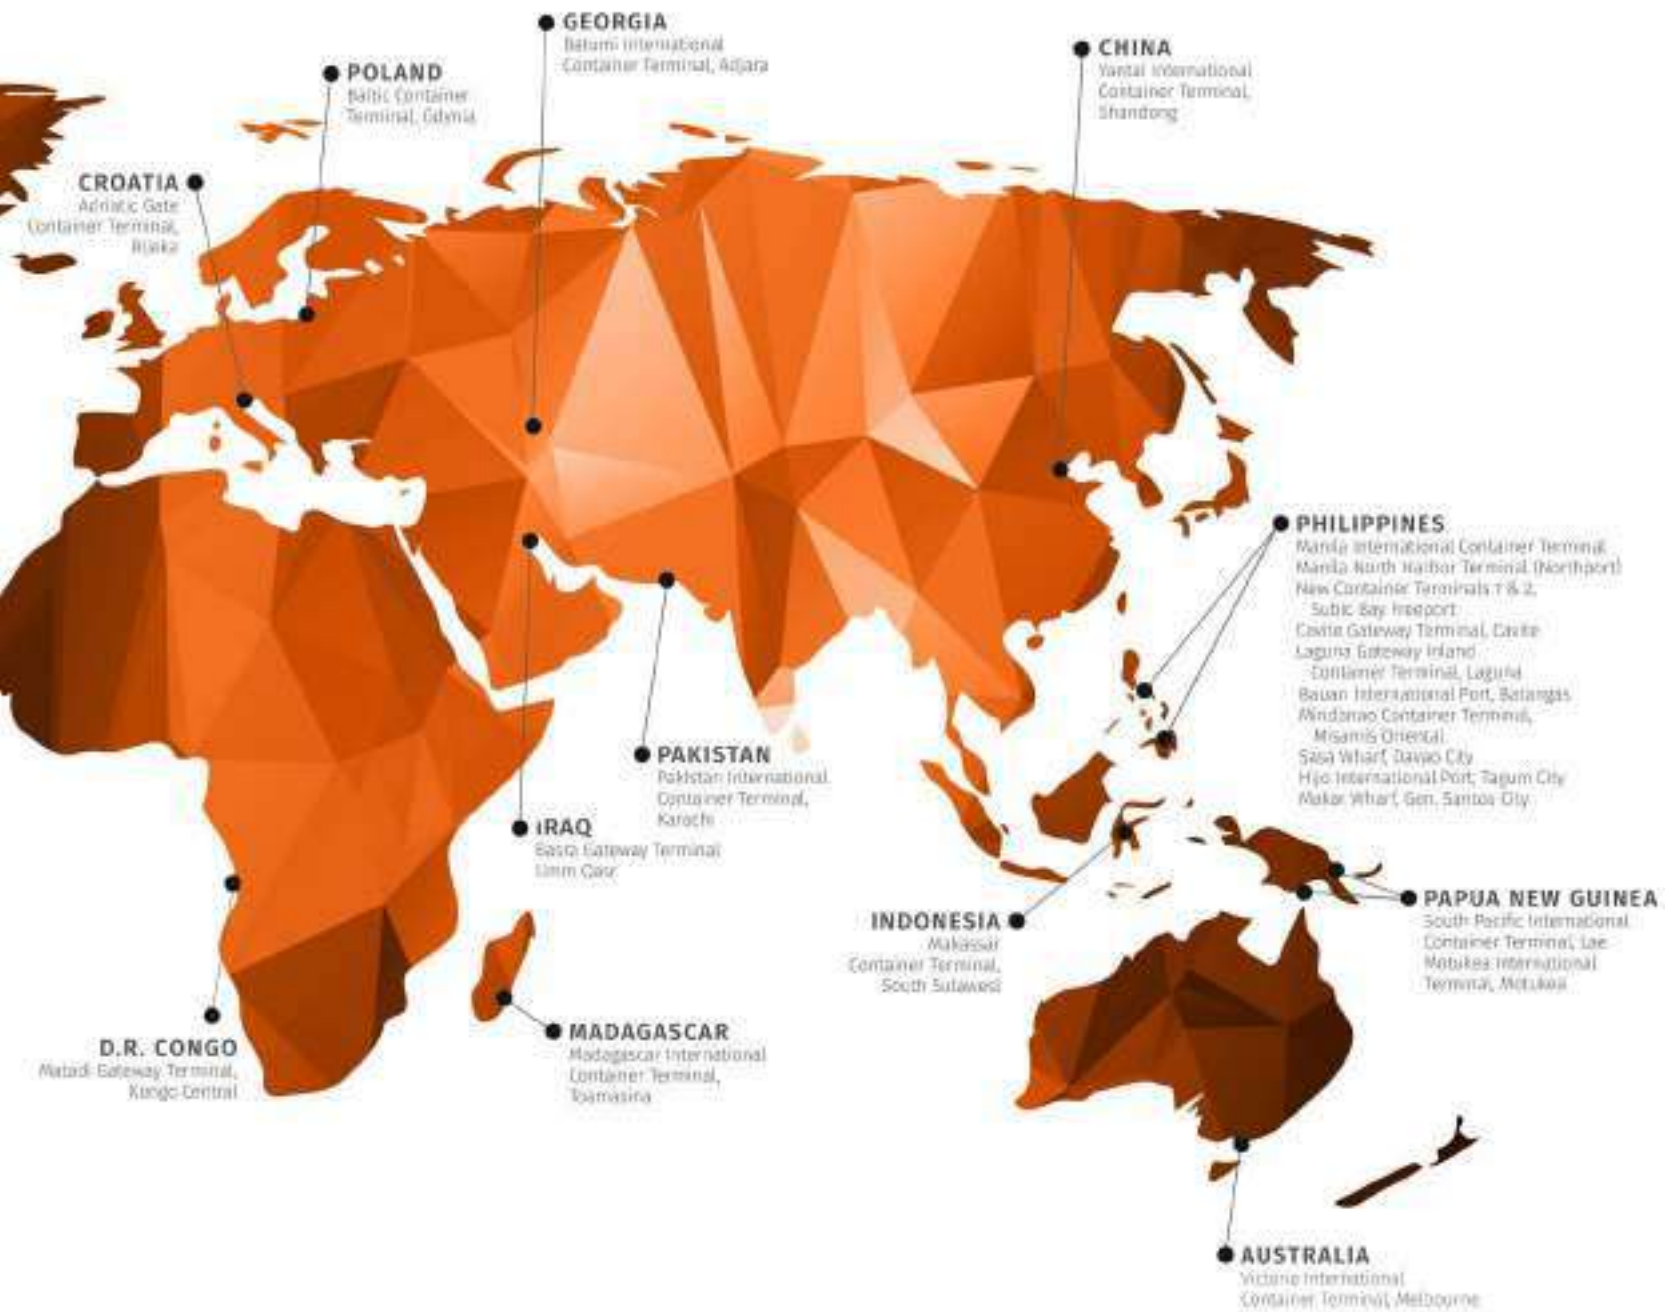 GEORGIA
Batumi International
Container Terminal, Adjara
CHINA
Yantai International
Container Terminal,
Shandong
POLAND
Baltic Container
Terminal, Gdynia
CROATIA
Adriatic Gate
Container Terminal,
Rijeka
PHILIPPINES
Manila International Container Terminal
Manila North Harbor Terminal (Northport)
New Container Terminals 1 & 2,
Subic Bay Freeport
Cavite Gateway Terminal, Cavite
Laguna Gateway Inland
Container Terminal, Laguna
Bauan International Port, Batangas
Mindanao Container Terminal,
Misamis Oriental
Sasa Wharf, Davao City
Hijo International Port, Tagum City
Makar Wharf, Gen. Santos City
PAKISTAN
Pakistan International
Container Terminal,
Karachi
IRAQ
Basra Gateway Terminal
Umm Qasr
INDONESIA
Makassar
Container Terminal,
South Sulawesi
PAPUA NEW GUINEA
South Pacific International
Container Terminal, Lae
Motukea International
Terminal, Motukea
D.R. CONGO
Matadi Gateway Terminal,
Kongo Central
MADAGASCAR
Madagascar International
Container Terminal,
Toamasina
AUSTRALIA
Victoria International
Container Terminal, Melbourne